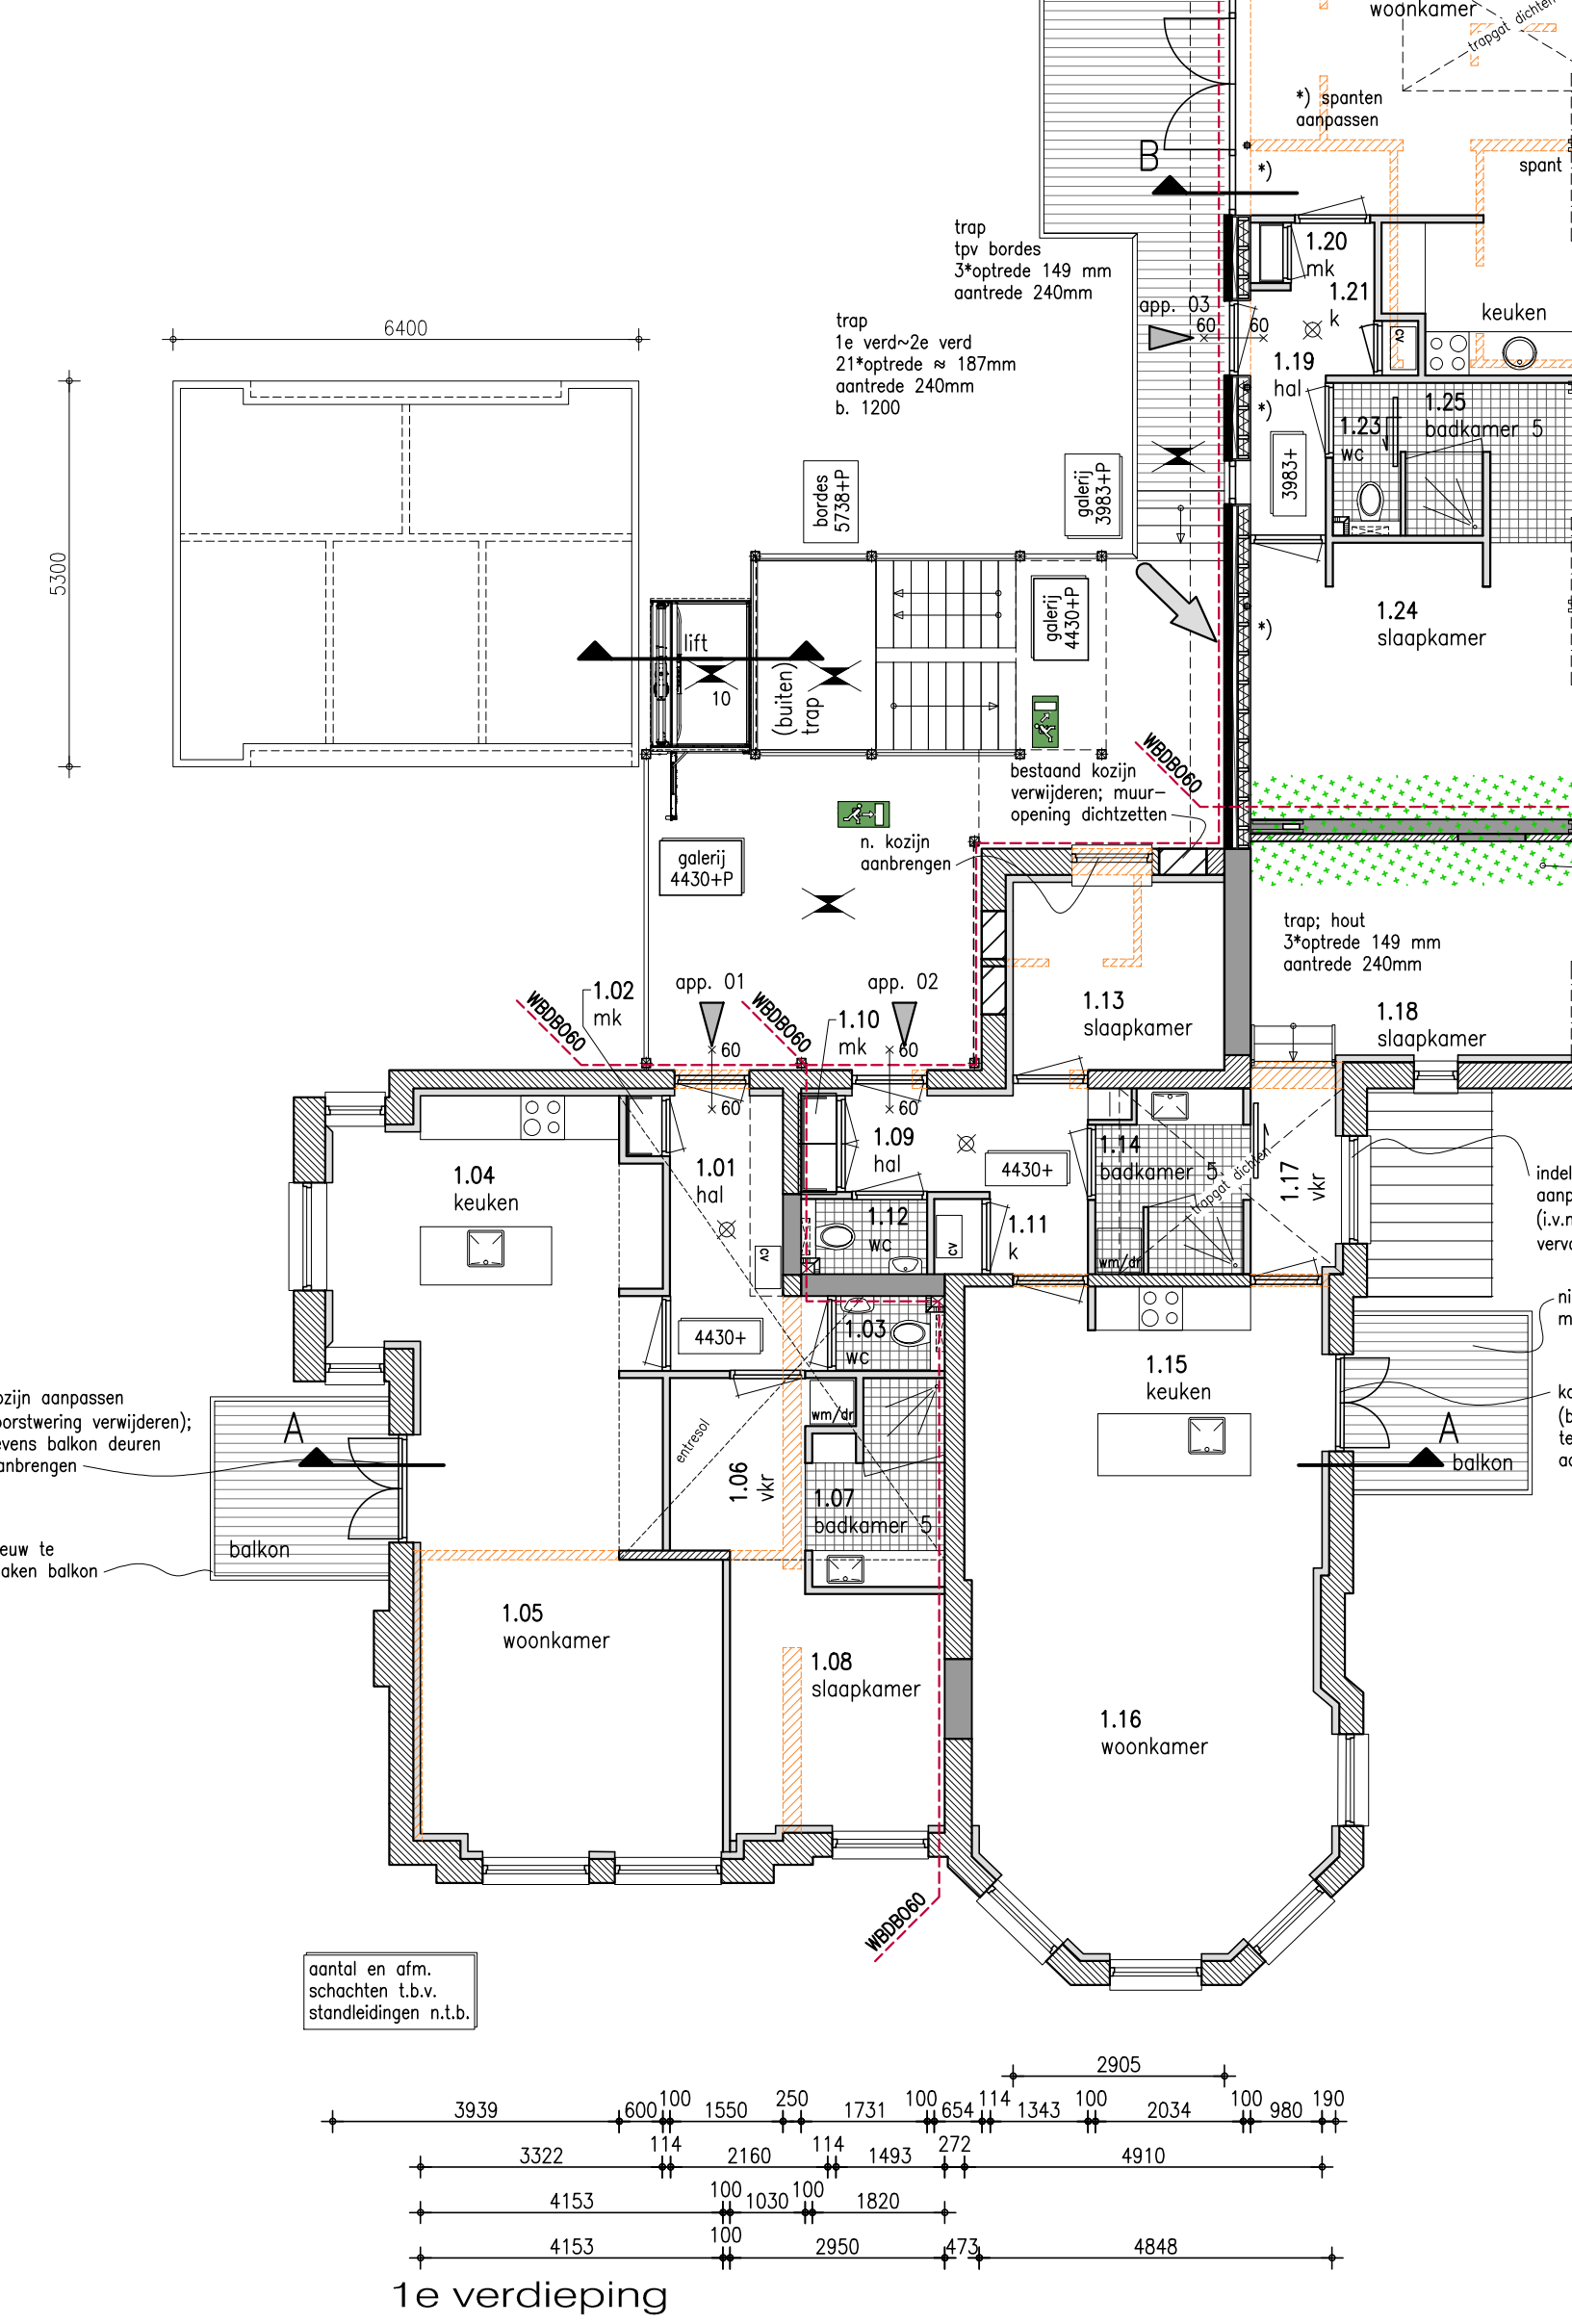 woonkamer
trapgat dichten
*) spanten
aanpassen
B
*)
spant
trap
tpv bordes
3*optrede 149 mm
aantrede 240mm
1.20
mk
1.21
k
keuken
app. 03
60
60
cv
6400
trap
1e verd~2e verd
21*optrede ≈ 187mm
aantrede 240mm
b. 1200
1.19
hal
*)
1.25
badkamer 5
1.23
wc
3983+
bordes
5738+P
galerij
3983+P
5300
galerij
4430+P
1.24
slaapkamer
*)
lift
10
(buiten)
trap
WBDBO60
bestaand kozijn
verwijderen; muur-
opening dichtzetten
n. kozijn
aanbrengen
galerij
4430+P
trap; hout
3*optrede 149 mm
aantrede 240mm
1.02
mk
app. 01
app. 02
WBDBO60
WBDBO60
1.10
mk
1.13
slaapkamer
1.18
slaapkamer
60
60
60
60
1.04
keuken
1.01
hal
1.09
hal
4430+
1.14
badkamer 5
trapgat dichten
1.17
vkr
1.12
wc
cv
cv
1.11
k
wm/dr
4430+
1.03
wc
1.15
keuken
kozijn aanpassen
evens balkon deuren
A
balkon
entresol
wm/dr
1.06
vkr
1.07
badkamer 5
A
balkon
1.05
woonkamer
1.08
slaapkamer
1.16
woonkamer
WBDBO60
aantal en afm.
schachten t.b.v.
standleidingen n.t.b.
2905
3939 600 100 1550 250 1731 100 654 114 1343 100 2034 100 980 190
3322 114 2160 114 1493 272 4910
4153 100 1030 100 1820
4153 100 2950 473 4848
1e verdieping